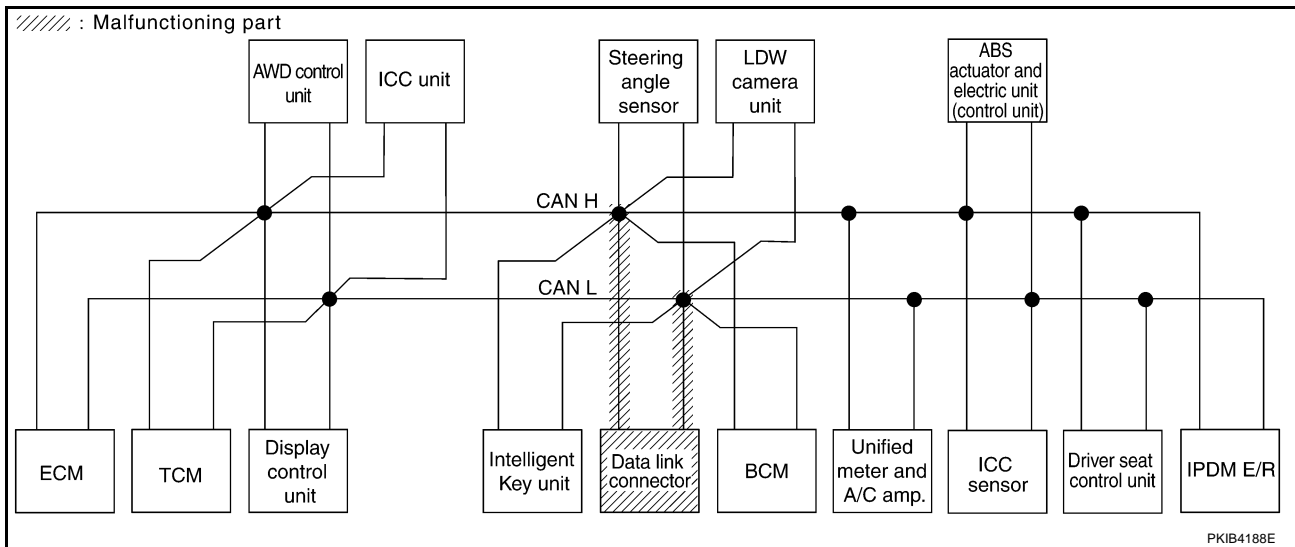 : Malfunctioning part
AWD control
unit
ICC unit
Steering
angle
sensor
LDW
camera
unit
ABS
actuator and
electric unit
(control unit)
CAN H
CAN L
ECM
TCM
Display
control
unit
Intelligent
Key unit
Data link
connector
BCM
Unified
meter and
A/C amp.
ICC
sensor
Driver seat
control unit
IPDM E/R
PKIB4188E